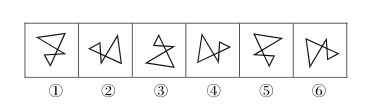 ① ② ③ ④ ⑤ ⑥